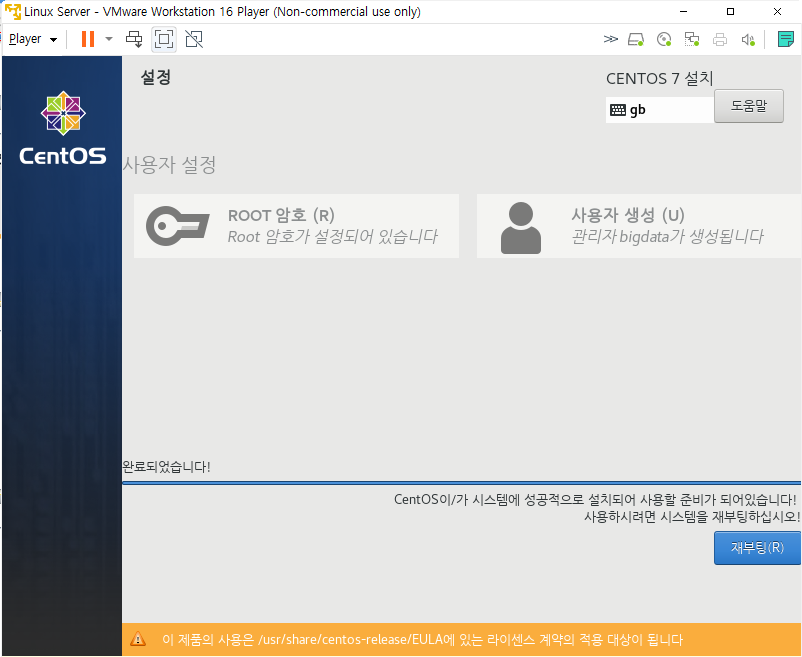 Linux Server - VMware Workstation 16 Player (Non-commercial use only)
Player
CentOS
설정
CENTOS 7 설치
gb
도움말
사용자 설정
ROOT 암호 (R)
Root 암호가 설정되어 있습니다
사용자 생성 (U)
관리자 bigdata가 생성됩니다
완료되었습니다!
CentOS이/가 시스템에 성공적으로 설치되어 사용할 준비가 되어있습니다!
사용하시려면 시스템을 재부팅하십시오!
재부팅(R)
이 제품의 사용은 /usr/share/centos-release/EULA에 있는 라이센스 계약의 적용 대상이 됩니다